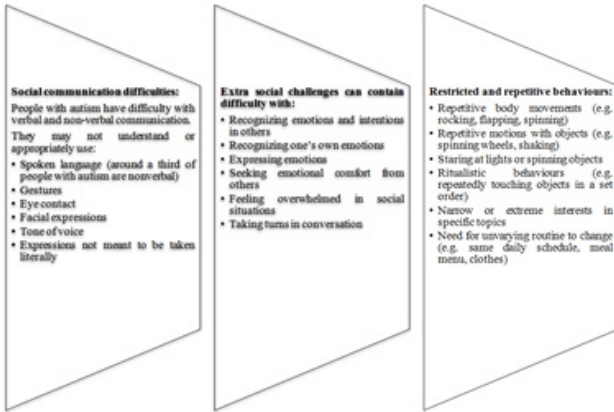 Social communication difficulties:
People with autism have difficulty with
verbal and non-verbal communication.
They may not understand or
appropriately use:
• Spoken language (around a third of
people with autism are nonverbal)
• Gestures
• Eye contact
• Facial expressions
• Tone of voice
• Expressions not meant to be taken
literally
Extra social challenges can contain
difficulty with:
• Recognizing emotions and intentions
in others
• Recognizing one's own emotions
• Expressing emotions
• Seeking emotional comfort from
others
• Feeling overwhelmed in social
situations
• Taking turns in conversation
Restricted and repetitive behaviours:
• Repetitive body movements (e.g.
rocking, flapping, spinning)
• Repetitive motions with objects (e.g.
spinning wheels, shaking)
• Staring at lights or spinning objects
• Ritualistic behaviours (e.g.
repeatedly touching objects in a set
order)
• Narrow or extreme interests in
specific topics
• Need for unvarying routine to change
(e.g. same daily schedule, meal
menu, clothes)